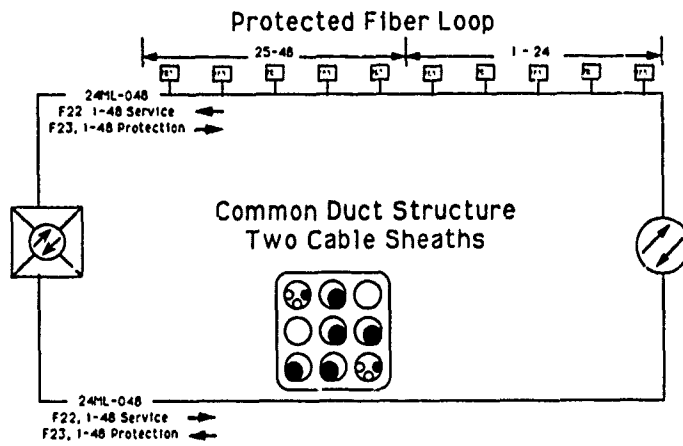 Protected Fiber Loop
25-48
1-24
24ML-048
F22 1-48 Service
F23, 1-48 Protection
Common Duct Structure
Two Cable Sheaths
24ML-048
F22, 1-48 Service
F23, 1-48 Protection